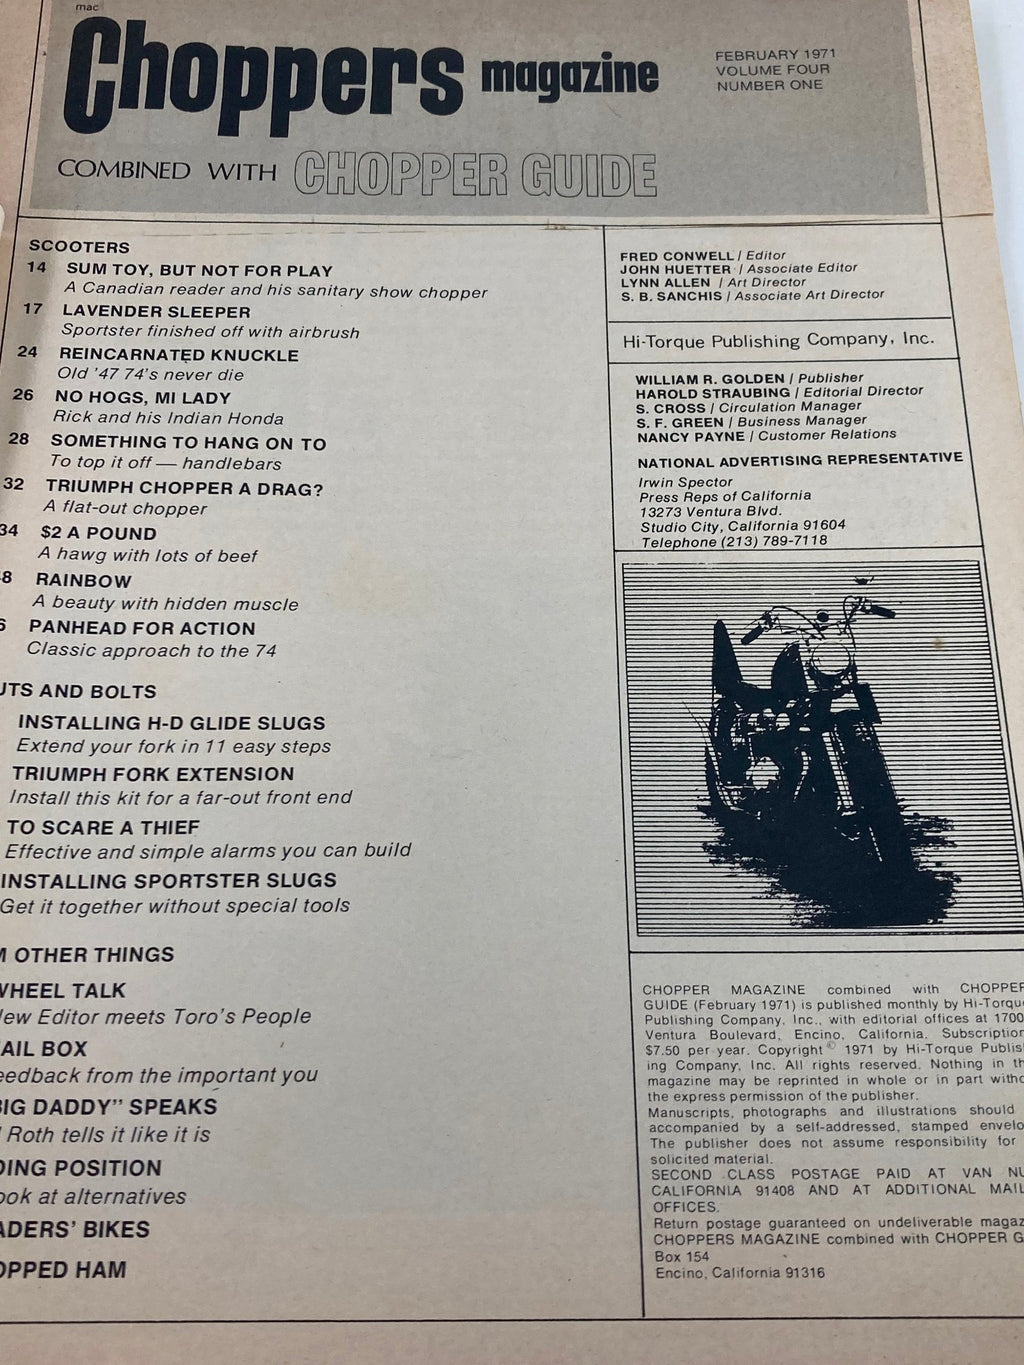 mac
Choppers magazine
FEBRUARY 1971
VOLUME FOUR
NUMBER ONE
COMBINED WITH CHOPPER GUIDE
SCOOTERS
14 SUM TOY, BUT NOT FOR PLAY
A Canadian reader and his sanitary show chopper
17 LAVENDER SLEEPER
Sportster finished off with airbrush
24 REINCARNATED KNUCKLE
Old '47 74's never die
26 NO HOGS, MI LADY
Rick and his Indian Honda
28 SOMETHING TO HANG ON TO
To top it off — handlebars
32 TRIUMPH CHOPPER A DRAG?
A flat-out chopper
34 $2 A POUND
A hawg with lots of beef
8 RAINBOW
A beauty with hidden muscle
6 PANHEAD FOR ACTION
Classic approach to the 74
UTS AND BOLTS
INSTALLING H-D GLIDE SLUGS
Extend your fork in 11 easy steps
TRIUMPH FORK EXTENSION
Install this kit for a far-out front end
TO SCARE A THIEF
Effective and simple alarms you can build
INSTALLING SPORTSTER SLUGS
Get it together without special tools
M OTHER THINGS
WHEEL TALK
New Editor meets Toro's People
AIL BOX
eedback from the important you
BIG DADDY" SPEAKS
Roth tells it like it is
DING POSITION
ook at alternatives
ADERS' BIKES
OPPED HAM
FRED CONWELL / Editor
JOHN HUETTER / Associate Editor
LYNN ALLEN / Art Director
S. B. SANCHIS / Associate Art Director
Hi-Torque Publishing Company, Inc.
WILLIAM R. GOLDEN / Publisher
HAROLD STRAUBING / Editorial Director
S. CROSS / Circulation Manager
S. F. GREEN / Business Manager
NANCY PAYNE / Customer Relations
NATIONAL ADVERTISING REPRESENTATIVE
Irwin Spector
Press Reps of California
13273 Ventura Blvd.
Studio City, California 91604
Telephone (213) 789-7118
CHOPPER MAGAZINE combined with CHOPPER
GUIDE (February 1971) is published monthly by Hi-Torqu
Publishing Company, Inc., with editorial offices at 1700
Ventura Boulevard, Encino, California. Subscription
$7.50 per year. Copyright © 1971 by Hi-Torque Publis
ing Company, Inc. All rights reserved. Nothing in th
magazine may be reprinted in whole or in part witho
the express permission of the publisher.
Manuscripts, photographs and illustrations should
accompanied by a self-addressed, stamped envelo
The publisher does not assume responsibility for
solicited material.
SECOND CLASS POSTAGE PAID AT VAN NU
CALIFORNIA 91408 AND AT ADDITIONAL MAIL
OFFICES.
Return postage guaranteed on undeliverable magaz
CHOPPERS MAGAZINE combined with CHOPPER G
Box 154
Encino, California 91316